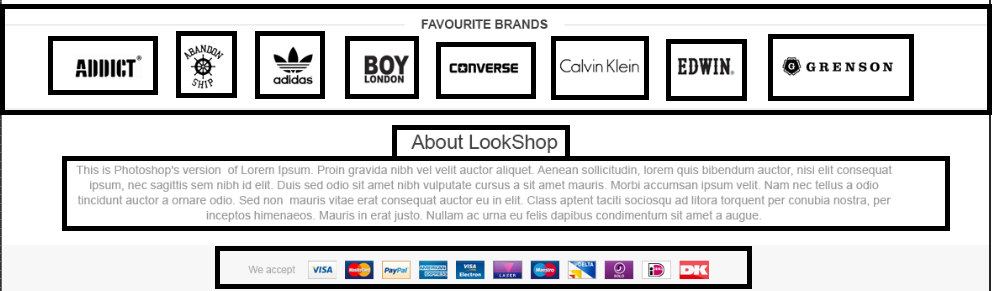 FAVOURITE BRANDS
ADDICT®
ABANDON SHIP
adidas
BOY LONDON
CONVERSE
Calvin Klein
EDWIN
G GRENSON
About LookShop
This is Photoshop's version of Lorem Ipsum. Proin gravida nibh vel velit auctor aliquet. Aenean sollicitudin, lorem quis bibendum auctor, nisi elit consequat
ipsum, nec sagittis sem nibh id elit. Duis sed odio sit amet nibh vulputate cursus a sit amet mauris. Morbi accumsan ipsum velit. Nam nec tellus a odio
tincidunt auctor a ornare odio. Sed non mauris vitae erat consequat auctor eu in elit. Class aptent taciti sociosqu ad litora torquent per conubia nostra, per
inceptos himenaeos. Mauris in erat justo. Nullam ac urna eu felis dapibus condimentum sit amet a augue.
We accept VISA MasterCard PayPal AMERICAN EXPRESS VISA Electron LASER Maestro DELTA SOLO iD DK